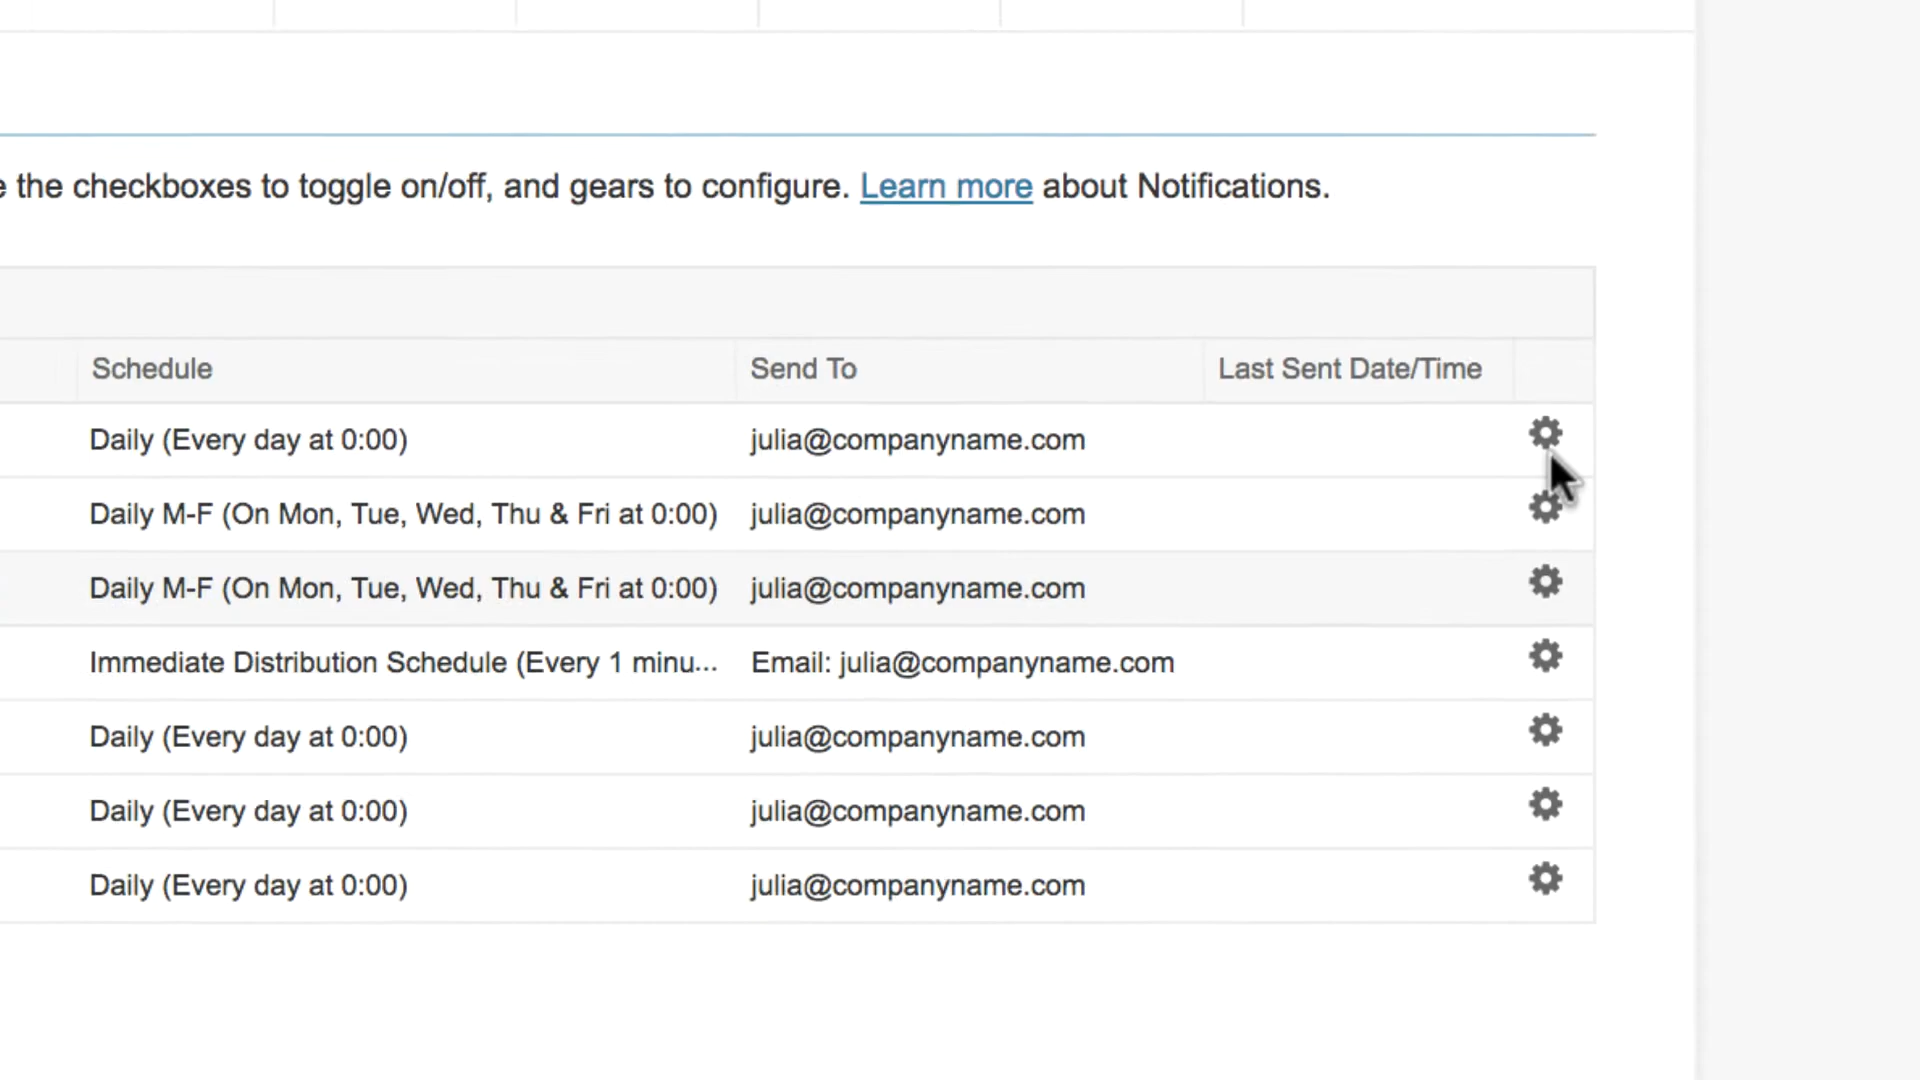 the checkboxes to toggle on/off, and gears to configure. Learn more about Notifications.
Schedule Send To Last Sent Date/Time
Daily (Every day at 0:00) julia@companyname.com
Daily M-F (On Mon, Tue, Wed, Thu & Fri at 0:00) julia@companyname.com
Daily M-F (On Mon, Tue, Wed, Thu & Fri at 0:00) julia@companyname.com
Immediate Distribution Schedule (Every 1 minu... Email: julia@companyname.com
Daily (Every day at 0:00) julia@companyname.com
Daily (Every day at 0:00) julia@companyname.com
Daily (Every day at 0:00) julia@companyname.com